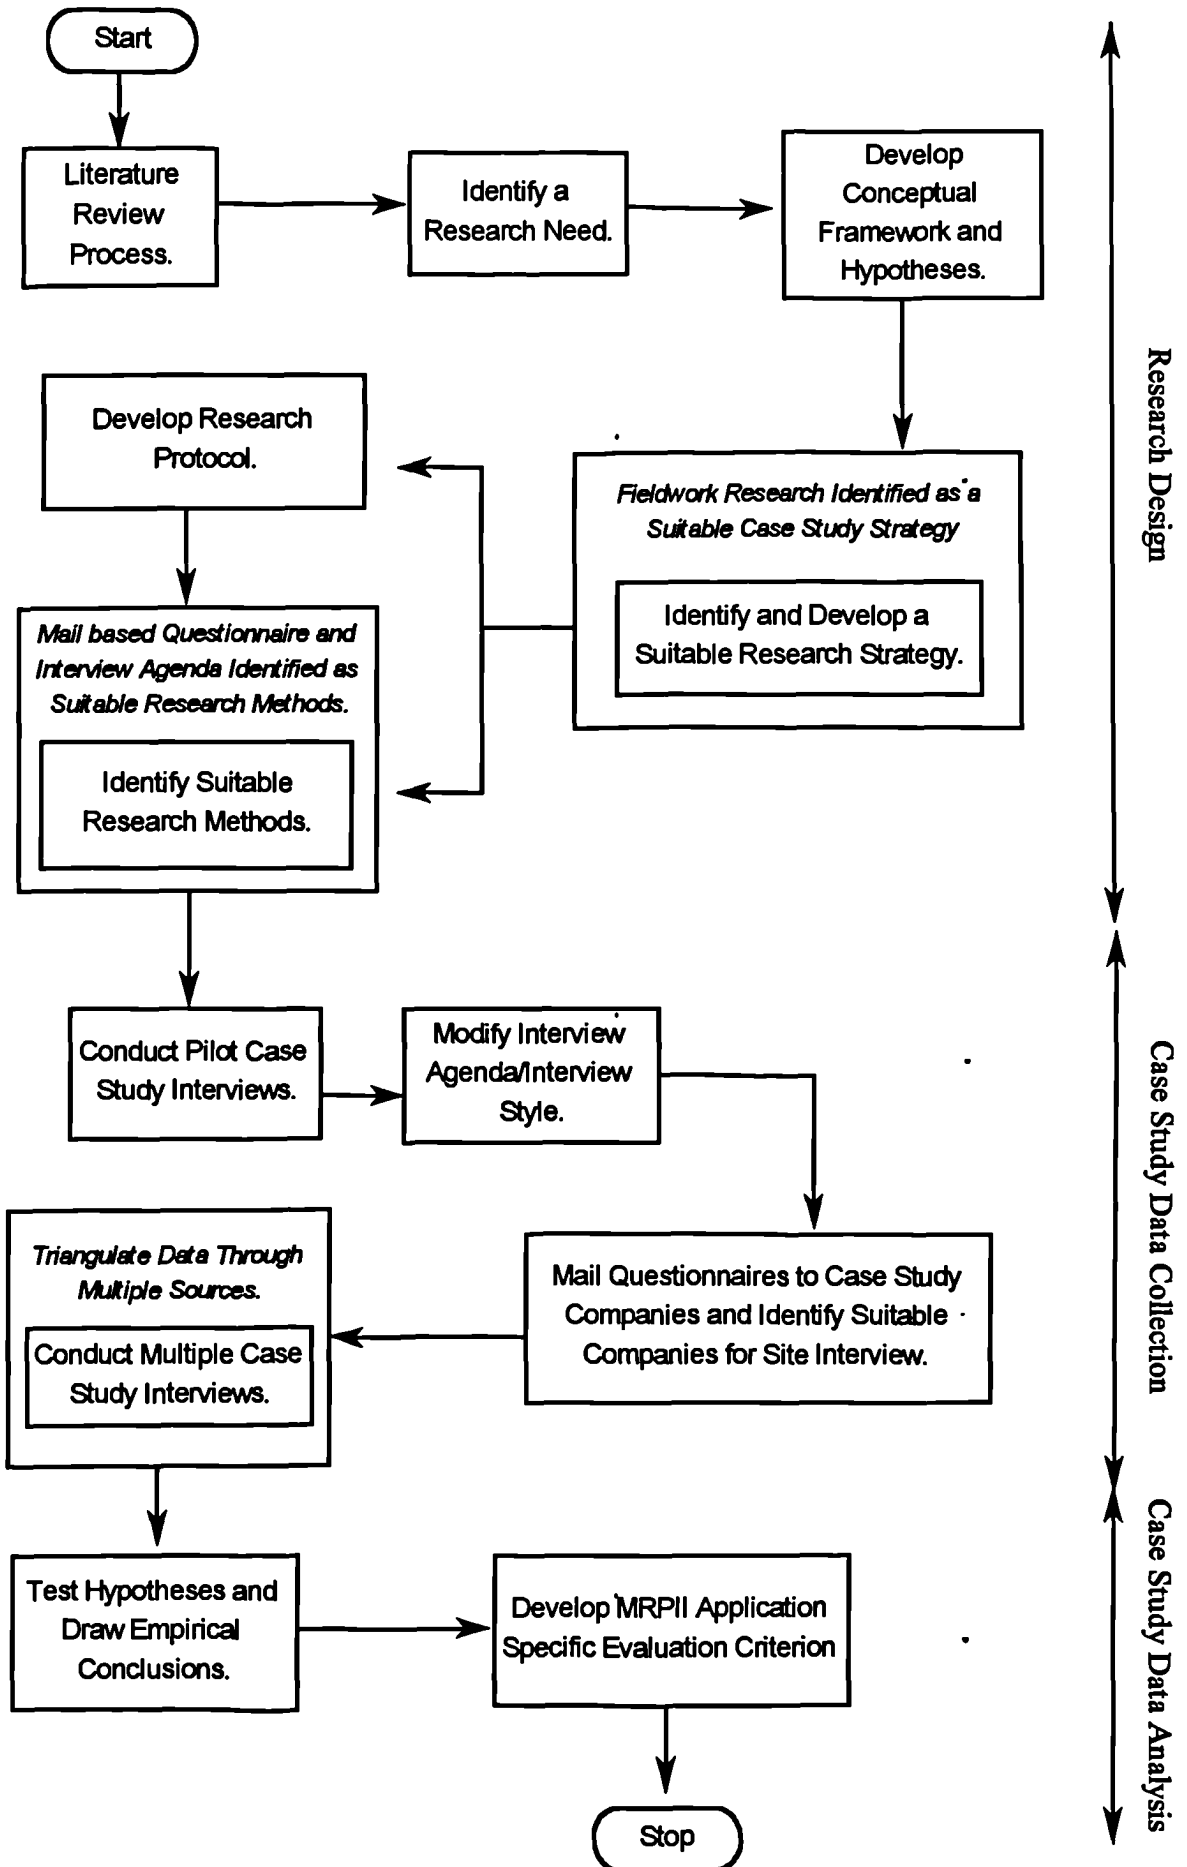 Start
Literature
Review
Process.
Identify a
Research Need.
Develop
Conceptual
Framework and
Hypotheses.
Develop Research
Protocol.
Fieldwork Research Identified as a
Suitable Case Study Strategy
Identify and Develop a
Suitable Research Strategy.
Mail based Questionnaire and
Interview Agenda Identified as
Suitable Research Methods.
Identify Suitable
Research Methods.
Research Design
Conduct Pilot Case
Study Interviews.
Modify Interview
Agenda/Interview
Style.
Mail Questionnaires to Case Study
Companies and Identify Suitable
Companies for Site Interview.
Triangulate Data Through
Multiple Sources.
Conduct Multiple Case
Study Interviews.
Case Study Data Collection
Test Hypotheses and
Draw Empirical
Conclusions.
Develop MRPII Application
Specific Evaluation Criterion
Stop
Case Study Data Analysis